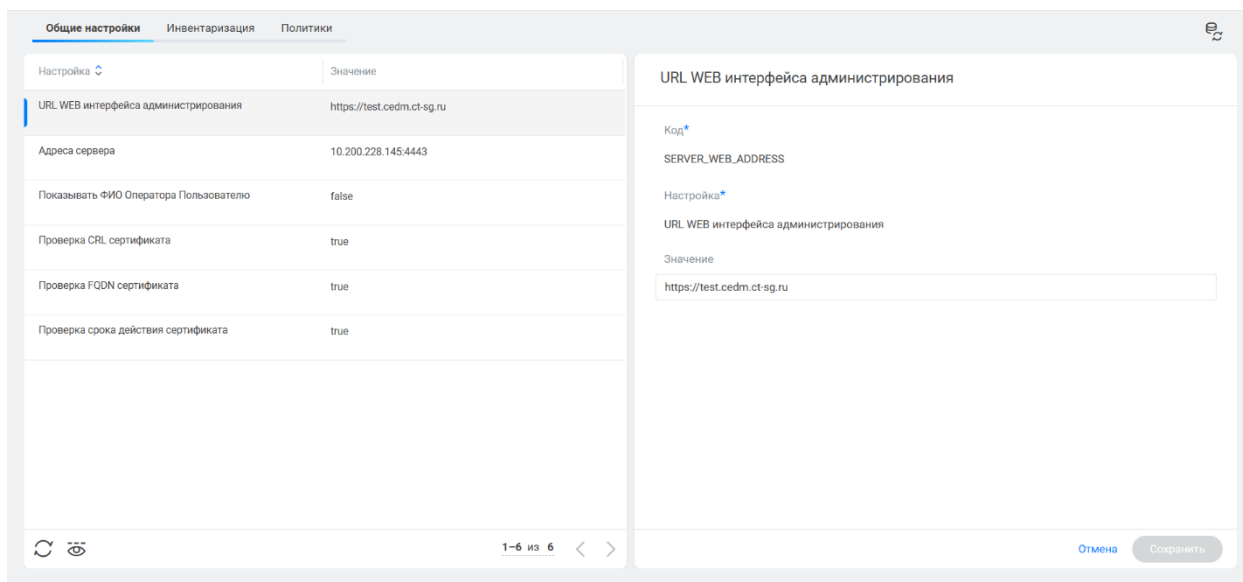 Общие настройки Инвентаризация Политики
Настройка Значение
URL WEB интерфейса администрирования https://test.cedm.ct-sg.ru
Адреса сервера 10.200.228.145:4443
Показывать ФИО Оператора Пользователю false
Проверка CRL сертификата true
Проверка FQDN сертификата true
Проверка срока действия сертификата true
1–6 из 6
URL WEB интерфейса администрирования
Код*
SERVER_WEB_ADDRESS
Настройка*
URL WEB интерфейса администрирования
Значение
https://test.cedm.ct-sg.ru
Отмена Сохранить